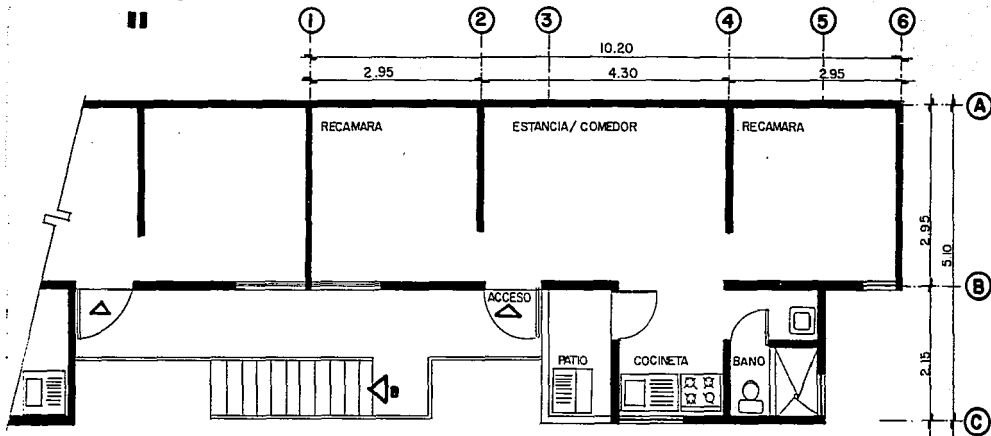 1 2 3 4 5 6
10.20
2.95 4.30 2.95
A
RECAMARA ESTANCIA/ COMEDOR RECAMARA
2.95
5.10
B
ACCESO
PATIO COCINETA BANO
2.15
B
C